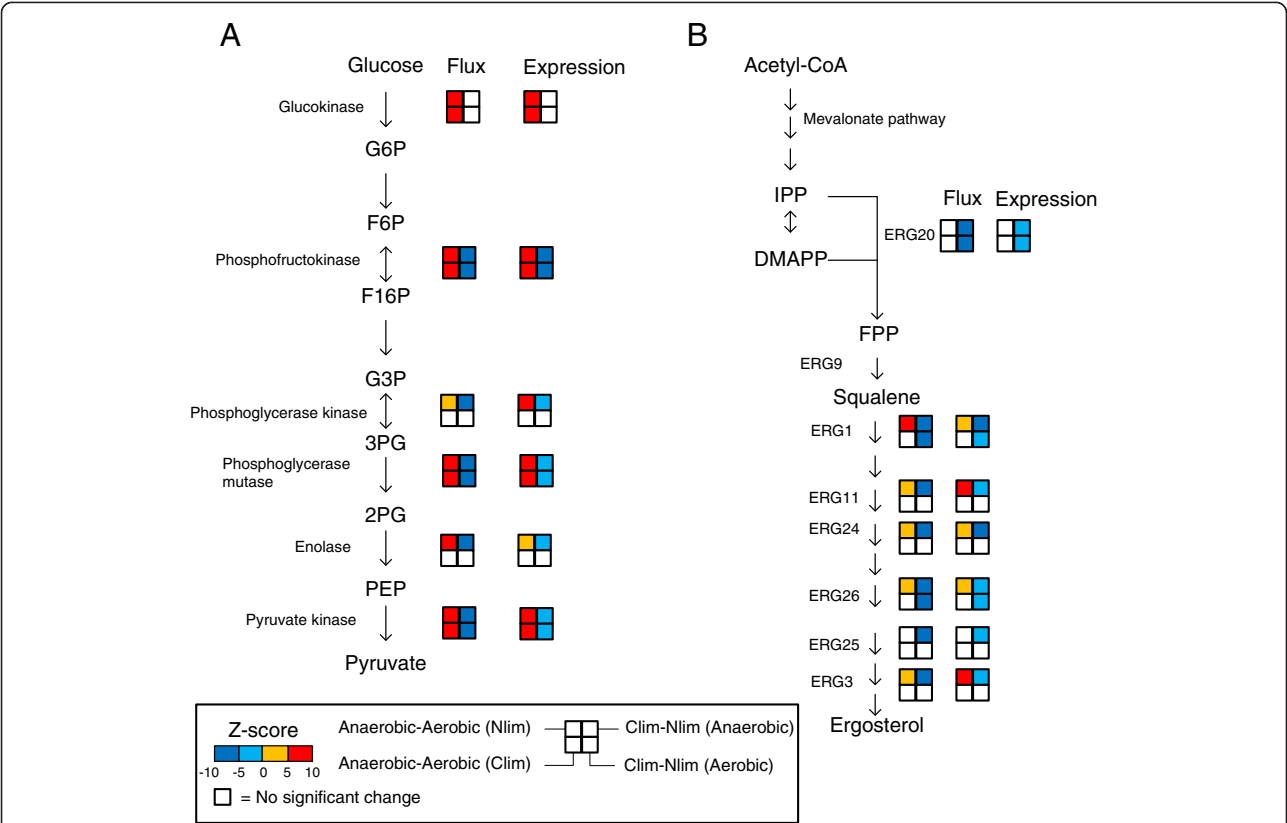 A
Glucose Flux Expression
Glucokinase
G6P
F6P
Phosphofructokinase
F16P
G3P
Phosphoglycerase kinase
3PG
Phosphoglycerase
mutase
2PG
Enolase
PEP
Pyruvate kinase
Pyruvate
B
Acetyl-CoA
Mevalonate pathway
IPP
Flux Expression
ERG20
DMAPP
FPP
ERG9
Squalene
ERG1
ERG11
ERG24
ERG26
ERG25
ERG3
Ergosterol
Z-score
-10 -5 0 5 10
= No significant change
Anaerobic-Aerobic (Nlim)
Clim-Nlim (Anaerobic)
Anaerobic-Aerobic (Clim)
Clim-Nlim (Aerobic)